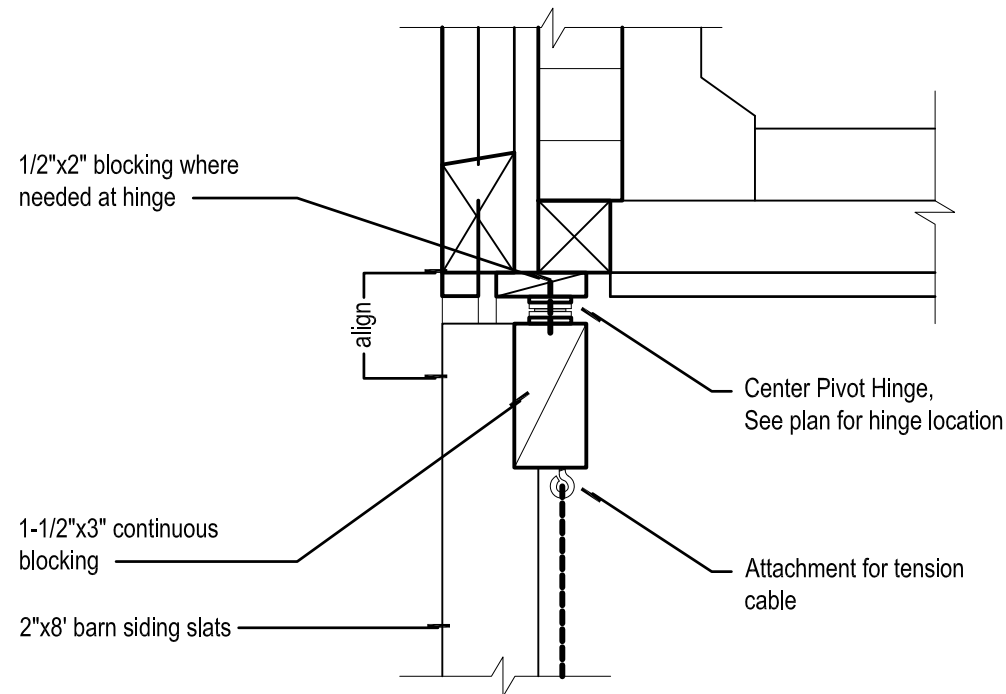 1/2"x2" blocking where
needed at hinge
align
Center Pivot Hinge,
See plan for hinge location
1-1/2"x3" continuous
blocking
Attachment for tension
cable
2"x8' barn siding slats